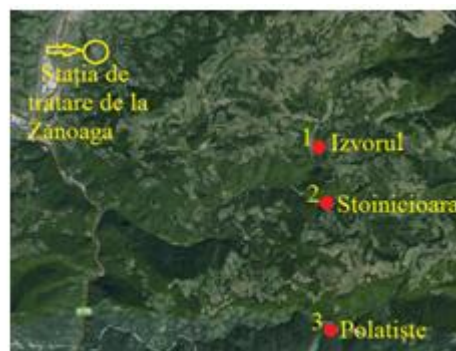 Stația de
tratare de la
Zănoaga
1 Izvorul
2 Stoinicioara
3 Polatiște